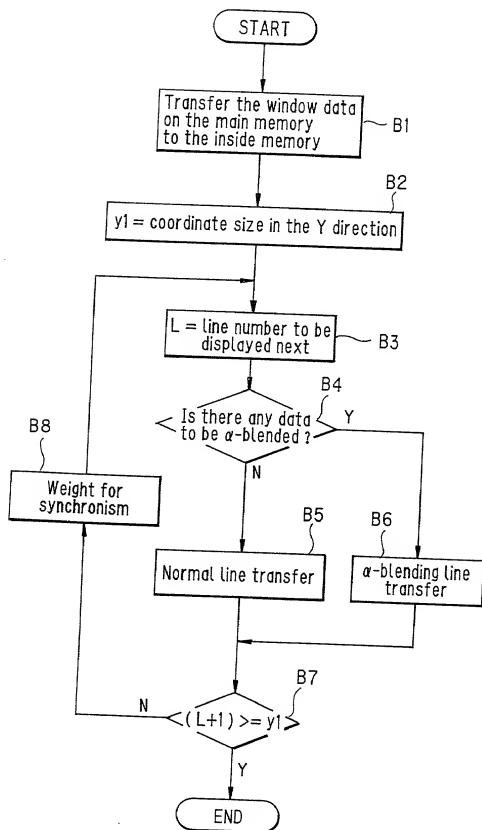 START
Transfer the window data
on the main memory
to the inside memory
B1
B2
y1 = coordinate size in the Y direction
L = line number to be
displayed next
B3
B4
Is there any data
to be α-blended ?
Y
N
B8
Weight for
synchronism
B5
Normal line transfer
B6
α-blending line
transfer
B7
(L+1) >= y1
N
Y
END